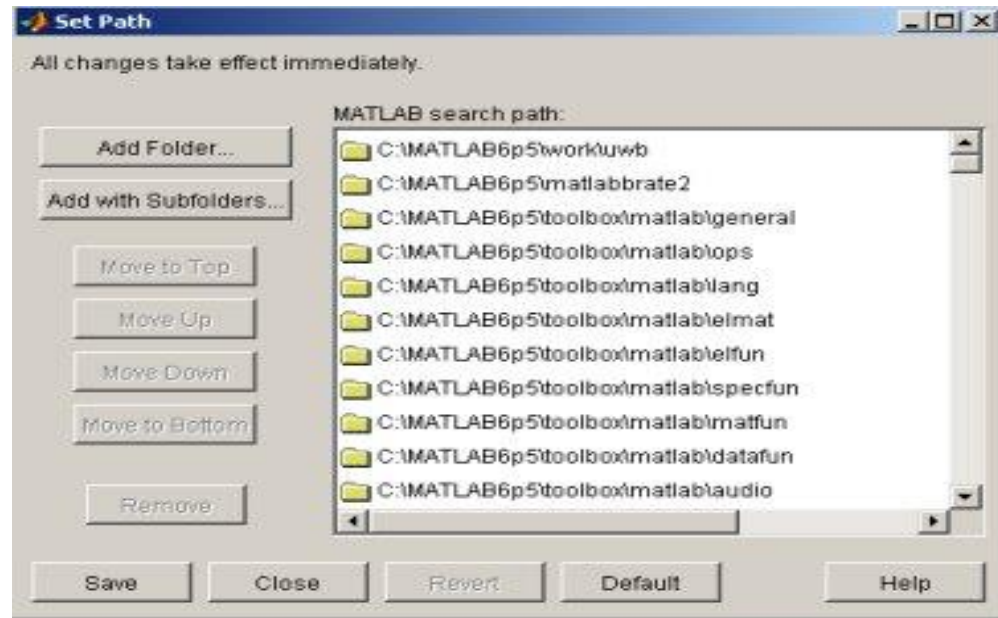 Set Path
All changes take effect immediately.
MATLAB search path:
Add Folder...
Add with Subfolders...
Move to Top
Move Up
Move Down
Move to Bottom
Remove
C:\MATLAB6p5\work\uwb
C:\MATLAB6p5\matlabbrate2
C:\MATLAB6p5\toolbox\matlab\general
C:\MATLAB6p5\toolbox\matlab\ops
C:\MATLAB6p5\toolbox\matlab\lang
C:\MATLAB6p5\toolbox\matlab\elmat
C:\MATLAB6p5\toolbox\matlab\elfun
C:\MATLAB6p5\toolbox\matlab\specfun
C:\MATLAB6p5\toolbox\matlab\matfun
C:\MATLAB6p5\toolbox\matlab\datafun
C:\MATLAB6p5\toolbox\matlab\audio
Save
Close
Revert
Default
Help